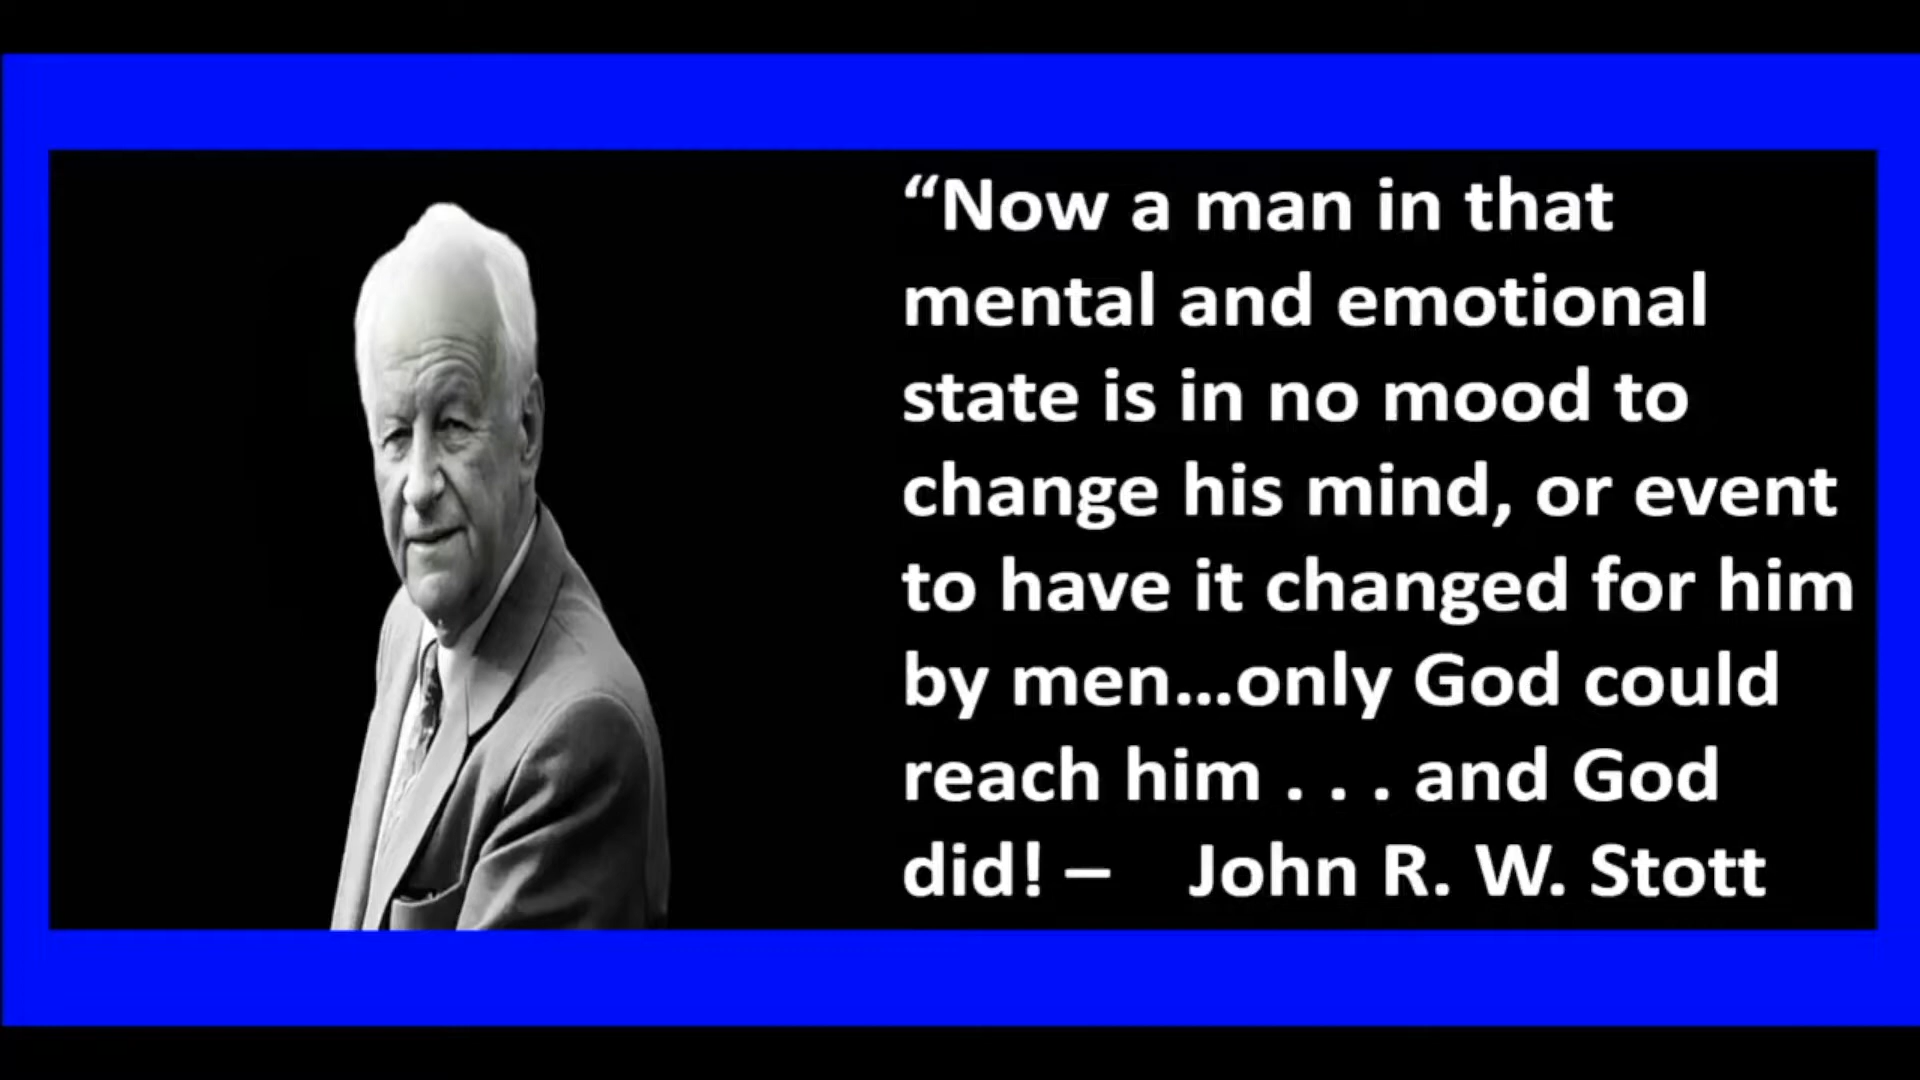 “Now a man in that
mental and emotional
state is in no mood to
change his mind, or event
to have it changed for him
by men...only God could
reach him . . . and God
did! –    John R. W. Stott